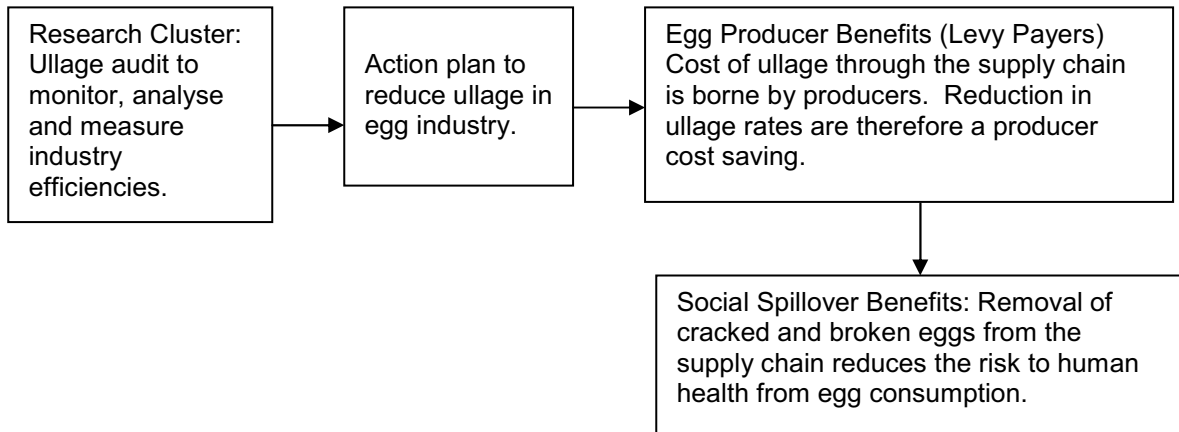 Research Cluster:
Ullage audit to
monitor, analyse
and measure
industry
efficiencies.
Action plan to
reduce ullage in
egg industry.
Egg Producer Benefits (Levy Payers)
Cost of ullage through the supply chain
is borne by producers.  Reduction in
ullage rates are therefore a producer
cost saving.
Social Spillover Benefits: Removal of
cracked and broken eggs from the
supply chain reduces the risk to human
health from egg consumption.